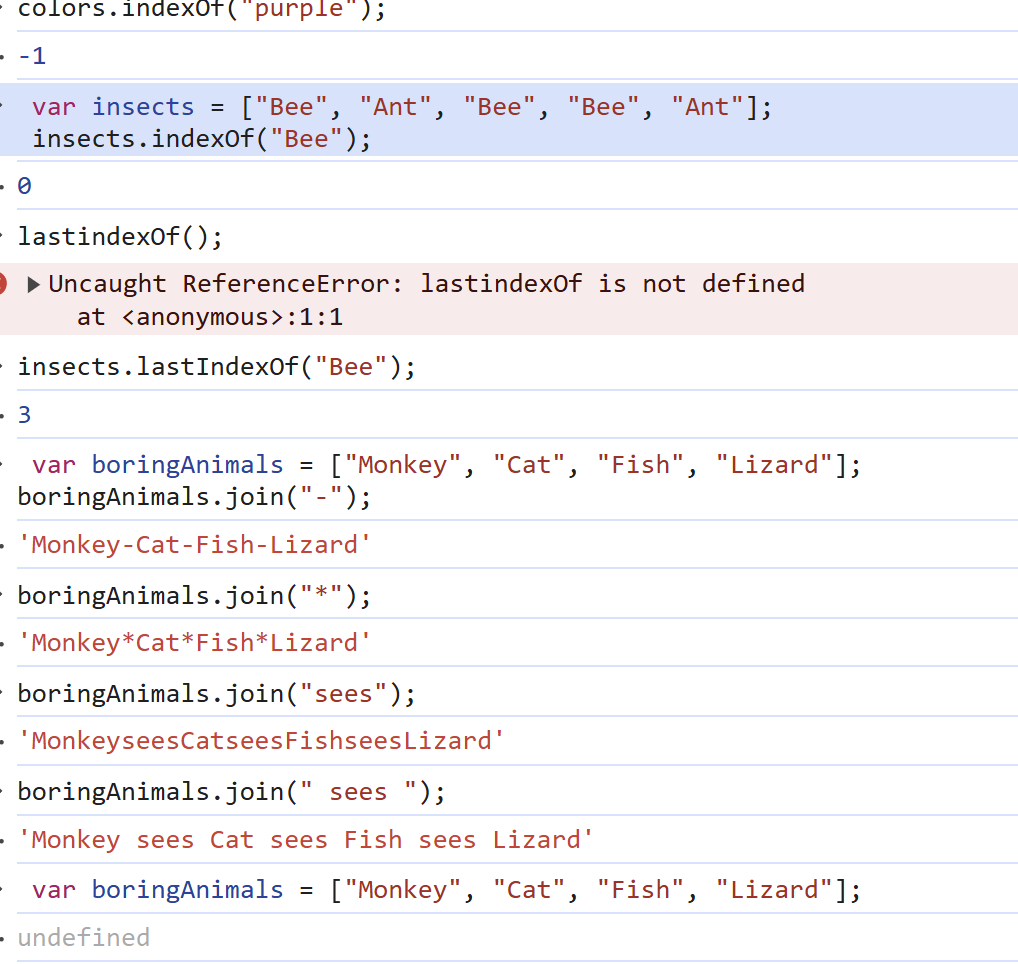 colors.indexOf("purple");
-1
var insects = ["Bee", "Ant", "Bee", "Bee", "Ant"];
insects.indexOf("Bee");
0
lastindexOf();
Uncaught ReferenceError: lastindexOf is not defined
at <anonymous>:1:1
insects.lastIndexOf("Bee");
3
var boringAnimals = ["Monkey", "Cat", "Fish", "Lizard"];
boringAnimals.join("-");
'Monkey-Cat-Fish-Lizard'
boringAnimals.join("*");
'Monkey*Cat*Fish*Lizard'
boringAnimals.join("sees");
'MonkeyseesCatseesFishseesLizard'
boringAnimals.join(" sees ");
'Monkey sees Cat sees Fish sees Lizard'
var boringAnimals = ["Monkey", "Cat", "Fish", "Lizard"];
undefined